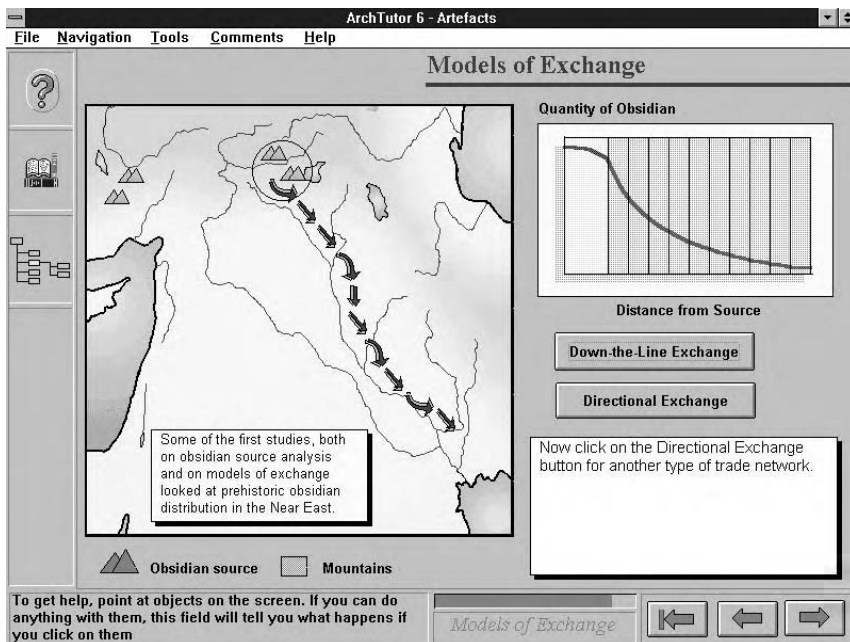 ArchTutor 6 - Artefacts
File Navigation Tools Comments Help
Models of Exchange
Quantity of Obsidian
Distance from Source
Down-the-Line Exchange
Directional Exchange
Some of the first studies, both
on obsidian source analysis
and on models of exchange
looked at prehistoric obsidian
distribution in the Near East.
Now click on the Directional Exchange
button for another type of trade network.
Obsidian source
Mountains
To get help, point at objects on the screen. If you can do
anything with them, this field will tell you what happens if
you click on them
Models of Exchange